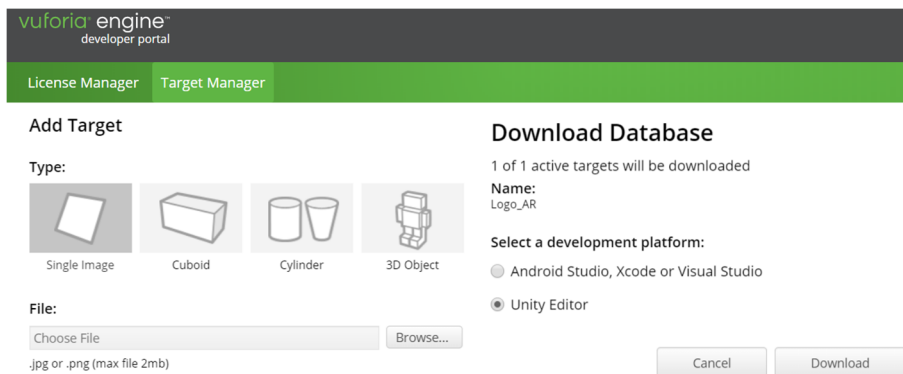 vuforia® engine™
developer portal
License Manager Target Manager
Add Target
Type:
Single Image Cuboid Cylinder 3D Object
File:
Choose File Browse...
.jpg or .png (max file 2mb)
Download Database
1 of 1 active targets will be downloaded
Name:
Logo_AR
Select a development platform:
Android Studio, Xcode or Visual Studio
Unity Editor
Cancel Download